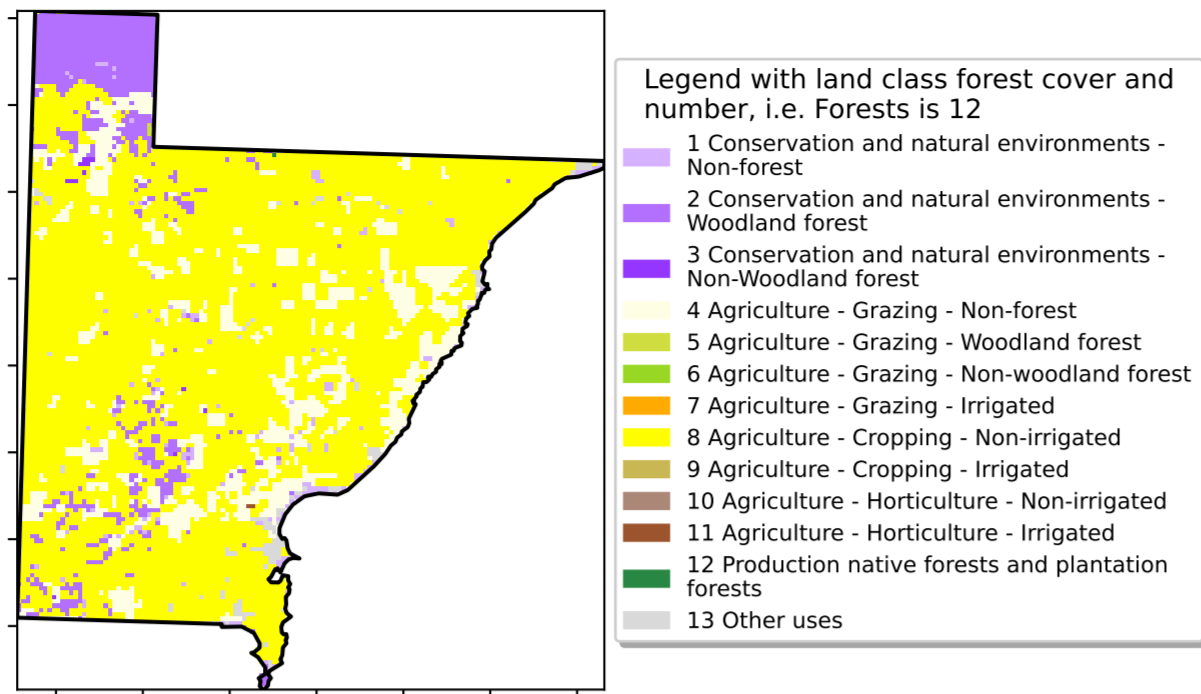 Legend with land class forest cover and
number, i.e. Forests is 12
1 Conservation and natural environments -
Non-forest
2 Conservation and natural environments -
Woodland forest
3 Conservation and natural environments -
Non-Woodland forest
4 Agriculture - Grazing - Non-forest
5 Agriculture - Grazing - Woodland forest
6 Agriculture - Grazing - Non-woodland forest
7 Agriculture - Grazing - Irrigated
8 Agriculture - Cropping - Non-irrigated
9 Agriculture - Cropping - Irrigated
10 Agriculture - Horticulture - Non-irrigated
11 Agriculture - Horticulture - Irrigated
12 Production native forests and plantation
forests
13 Other uses